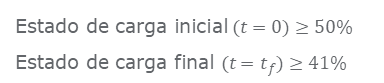 Estado de carga inicial (t = 0) ≥ 50%
Estado de carga final (t = t_f) ≥ 41%